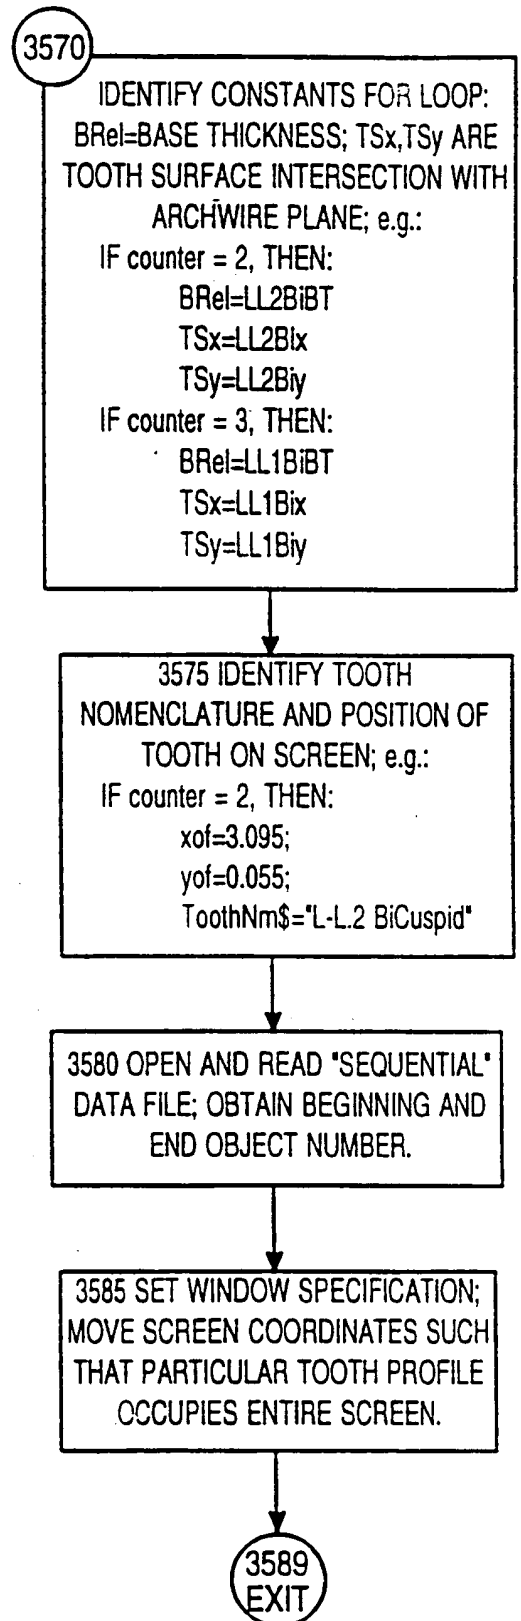 3570
IDENTIFY CONSTANTS FOR LOOP:
BRel=BASE THICKNESS; TSx,TSy ARE
TOOTH SURFACE INTERSECTION WITH
ARCHWIRE PLANE; e.g.:
IF counter = 2, THEN:
BRel=LL2BiBT
TSx=LL2Bix
TSy=LL2Biy
IF counter = 3, THEN:
BRel=LL1BiBT
TSx=LL1Bix
TSy=LL1Biy
3575 IDENTIFY TOOTH
NOMENCLATURE AND POSITION OF
TOOTH ON SCREEN; e.g.:
IF counter = 2, THEN:
xof=3.095;
yof=0.055;
ToothNm$="L-L.2 BiCuspid"
3580 OPEN AND READ "SEQUENTIAL"
DATA FILE; OBTAIN BEGINNING AND
END OBJECT NUMBER.
3585 SET WINDOW SPECIFICATION;
MOVE SCREEN COORDINATES SUCH
THAT PARTICULAR TOOTH PROFILE
OCCUPIES ENTIRE SCREEN.
3589
EXIT